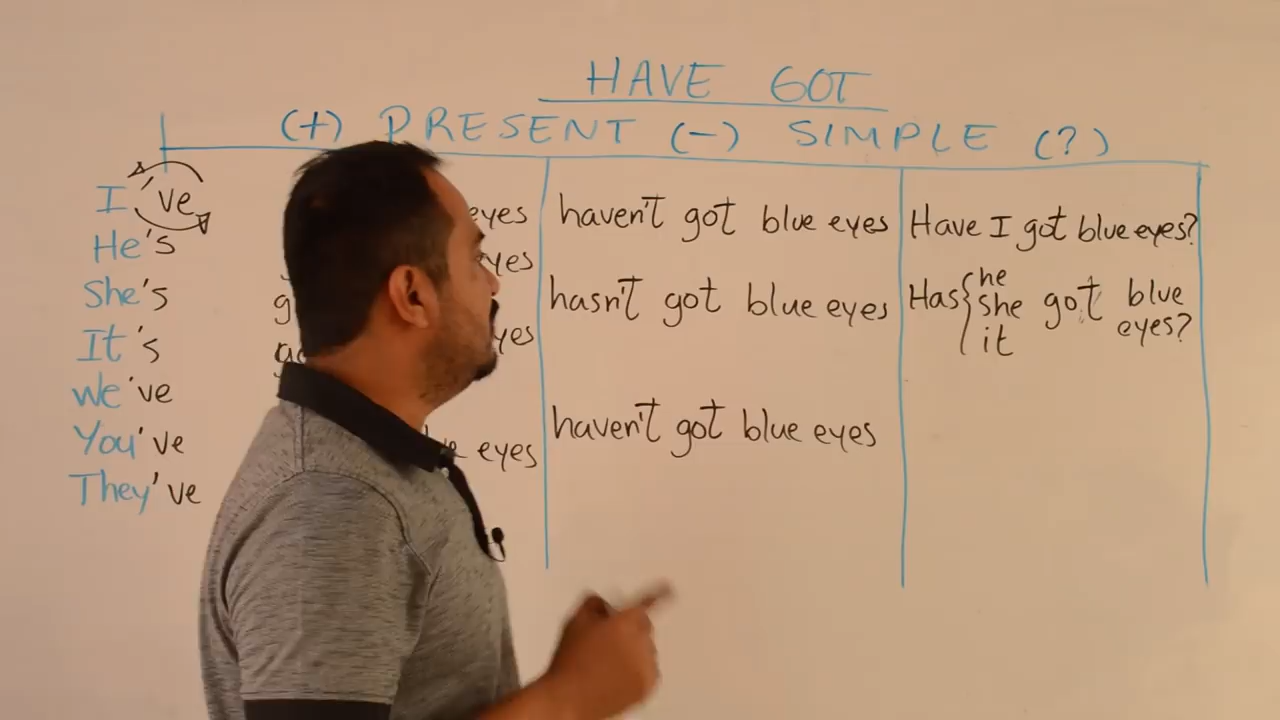 HAVE GOT
(+) PRESENT (-) SIMPLE (?)
I 've eyes haven't got blue eyes Have I got blue eyes?
He's eyes
She's hasn't got blue eyes Has { he she it got blue eyes?
It's eyes
We've
You've eyes haven't got blue eyes
They've